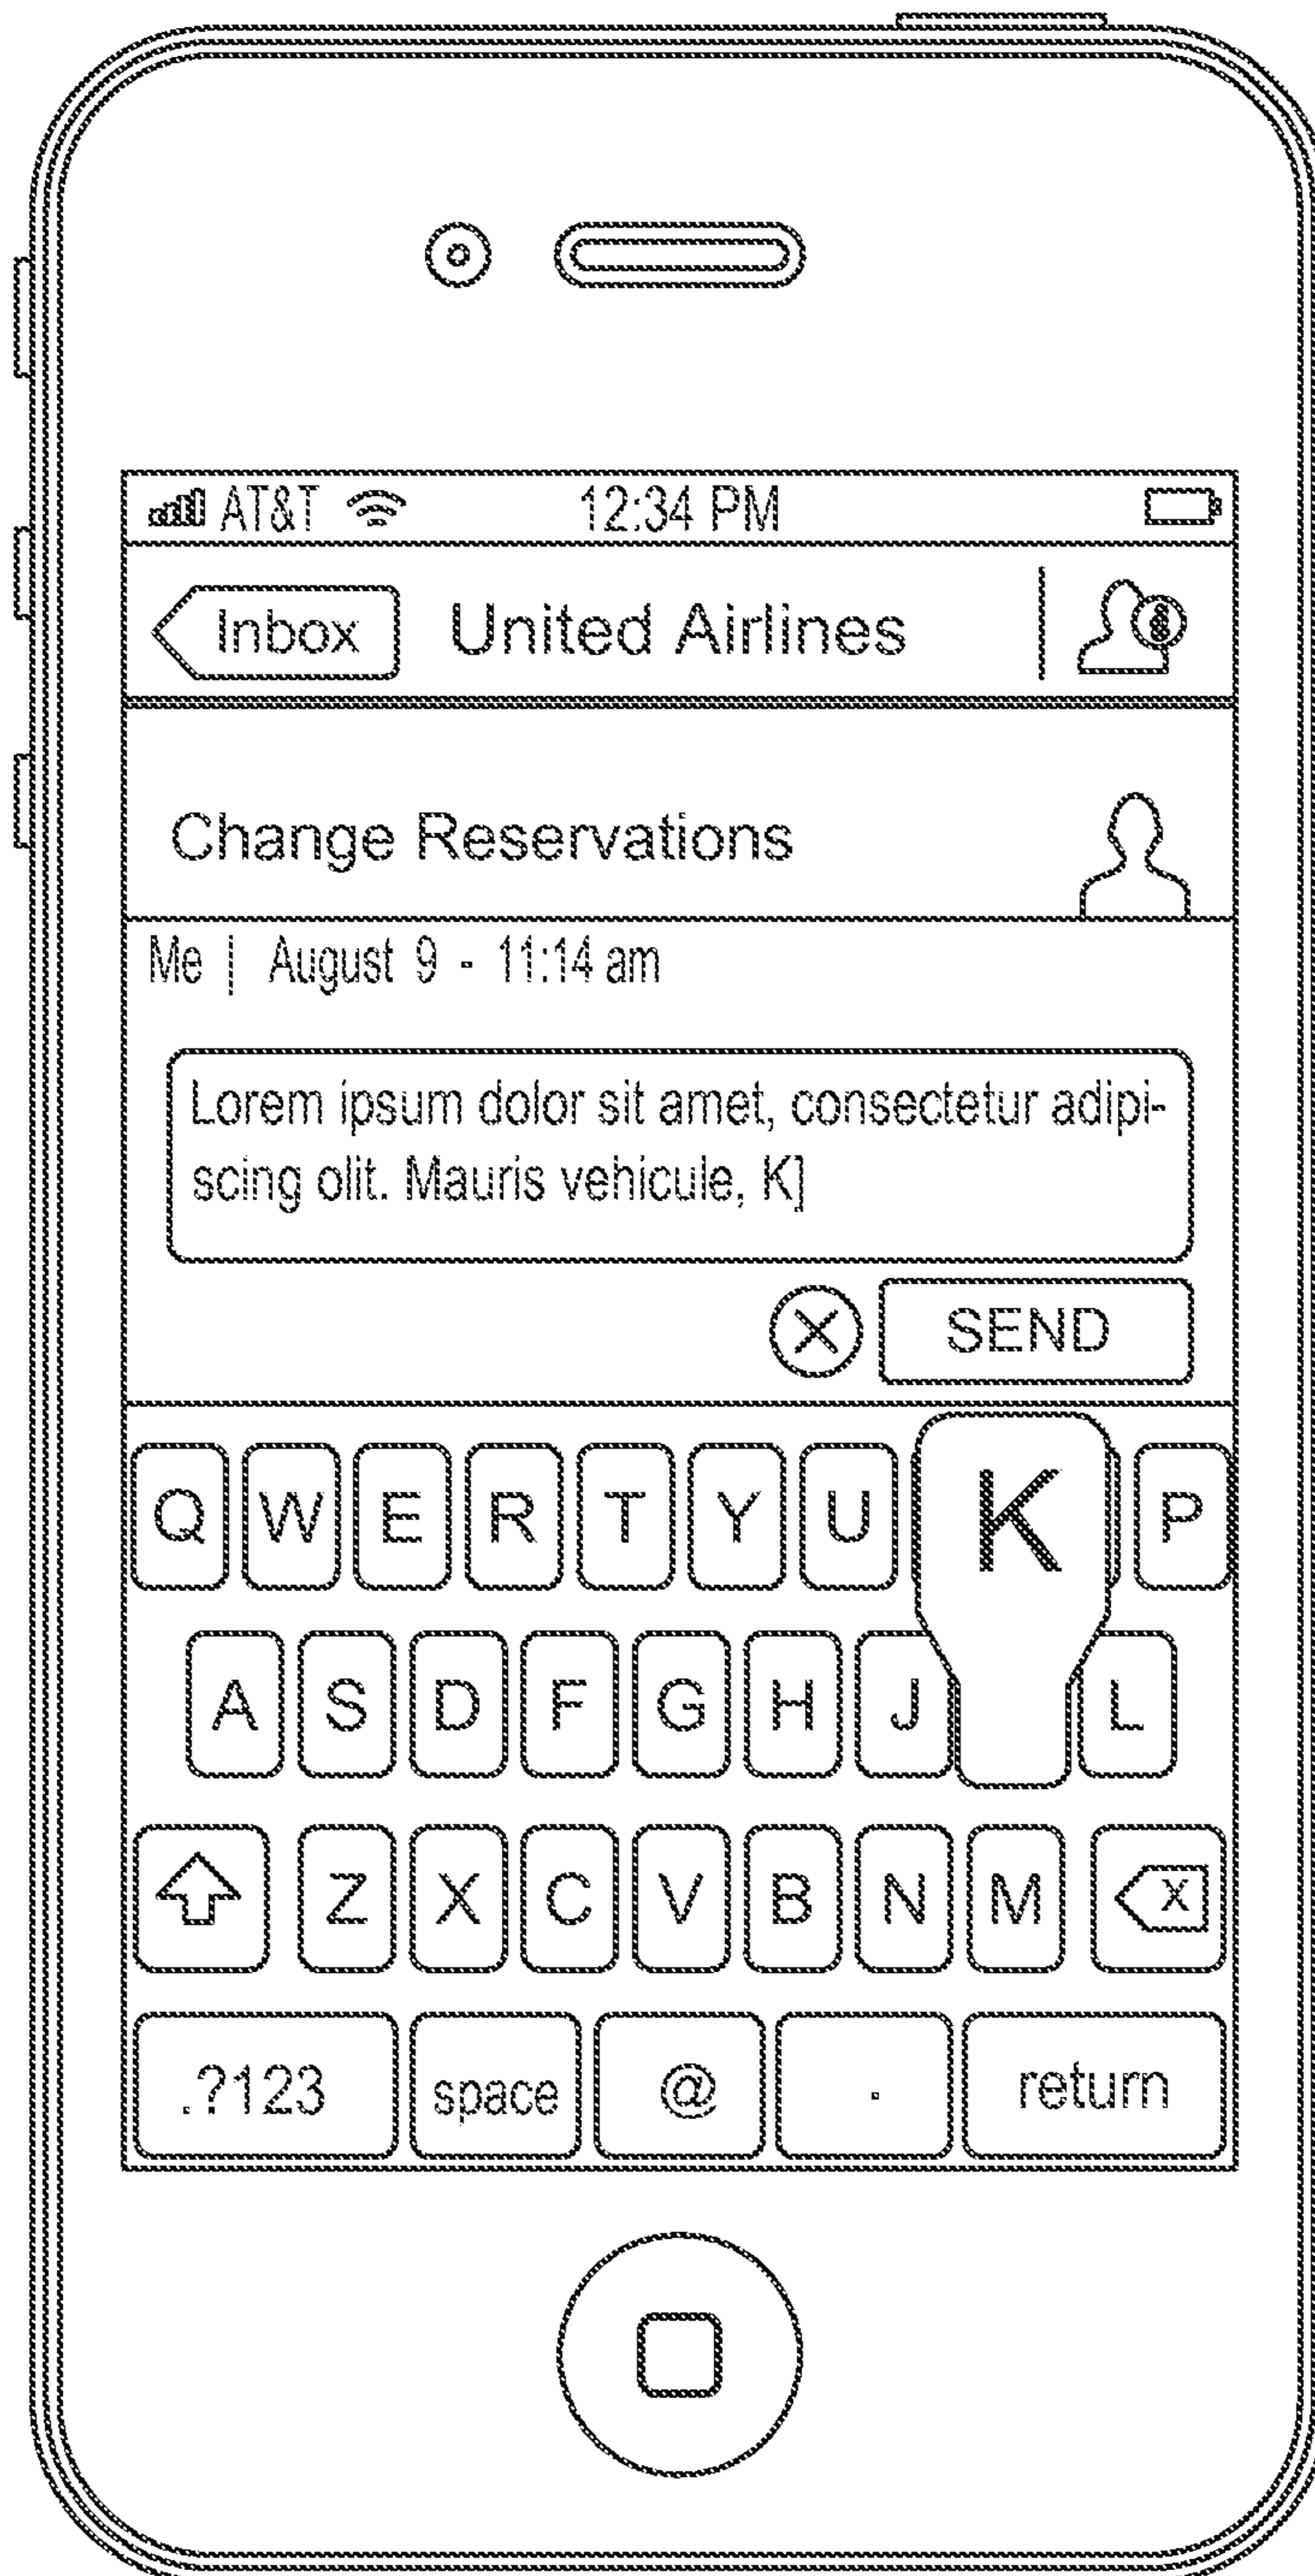 AT&T 12:34 PM
Inbox United Airlines
Change Reservations
Me | August 9 - 11:14 am
Lorem ipsum dolor sit amet, consectetur adipi-
scing olit. Mauris vehicule, K]
SEND
Q W E R T Y U K P
A S D F G H J L
Z X C V B N M X
.?123 space @ . return